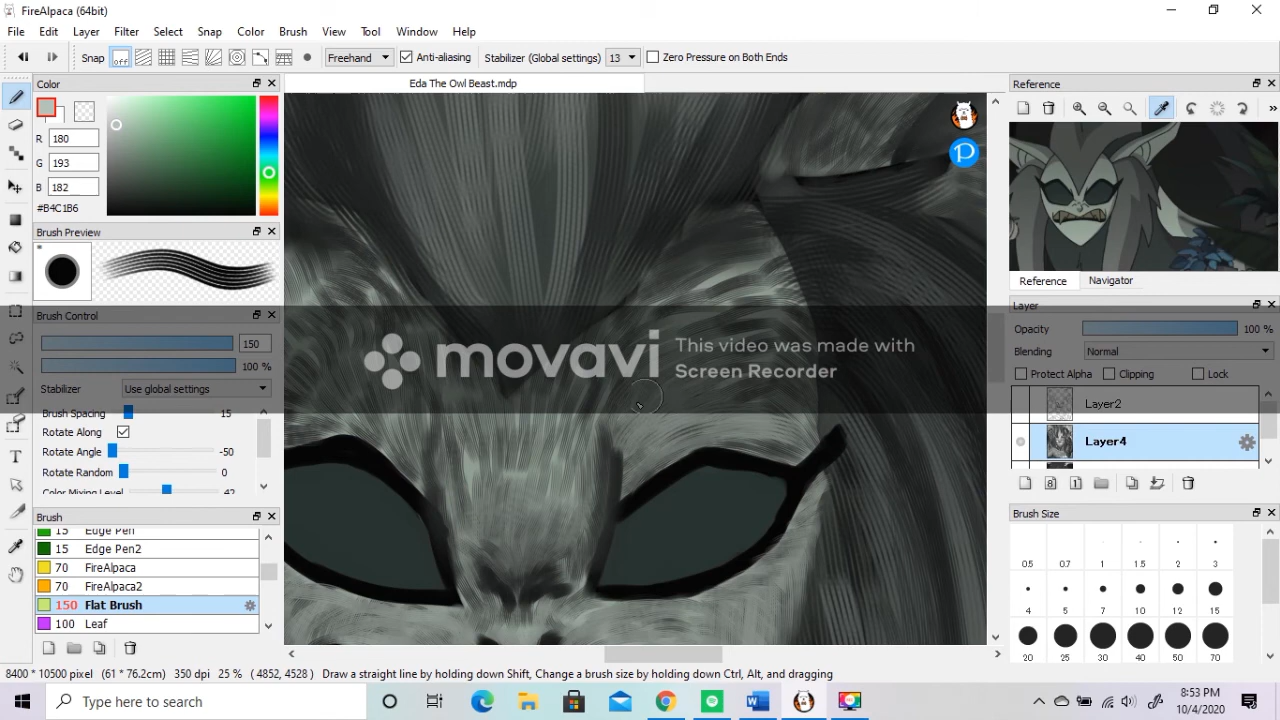 FireAlpaca (64bit)
File Edit Layer Filter Select Snap Color Brush View Tool Window Help
Snap off Freehand Anti-aliasing Stabilizer (Global settings) 13 Zero Pressure on Both Ends
Color
Eda The Owl Beast.mdp
Reference
R 180
G 193
B 182
#B4C1B6
Brush Preview
Reference Navigator
Brush Control
Layer
150
Opacity 100 %
100 %
Blending Normal
Stabilizer Use global settings
Protect Alpha Clipping Lock
movavi
This video was made with
Screen Recorder
Brush Spacing 15
Layer2
Rotate Along
Rotate Angle -50
Layer4
Rotate Random 0
Color Mixing Level 42
Brush
Brush Size
15 Edge Pen
15 Edge Pen2
70 FireAlpaca
70 FireAlpaca2
150 Flat Brush
100 Leaf
0.5 0.7 1 1.5 2 3
4 5 7 10 12 15
20 25 30 40 50 70
8400 * 10500 pixel (61 * 76.2cm) 350 dpi 25 % ( 4852, 4528 ) Draw a straight line by holding down Shift, Change a brush size by holding down Ctrl, Alt, and dragging
Type here to search
8:53 PM
10/4/2020